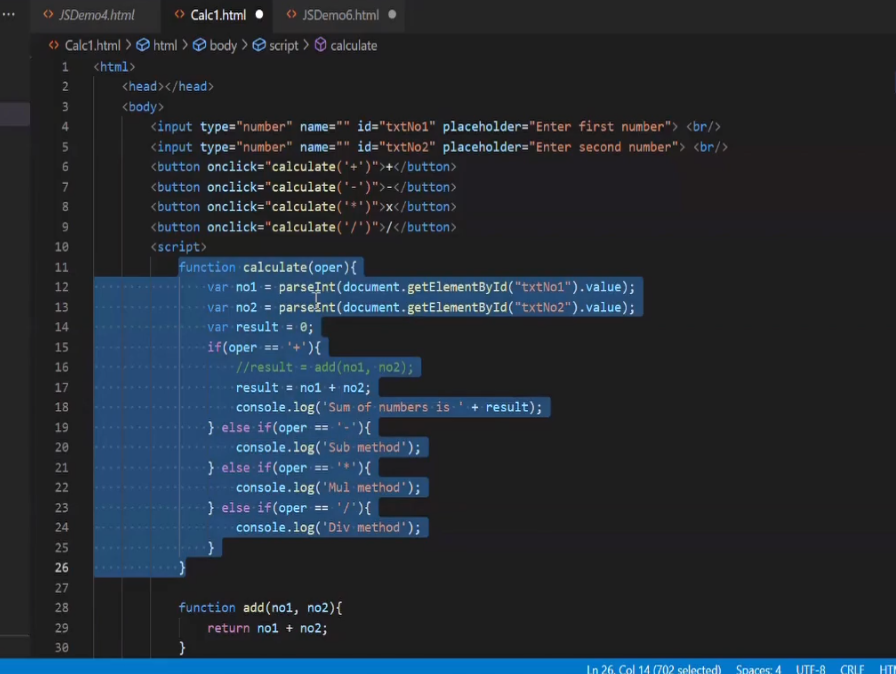 ··· JSDemo4.html Calc1.html JSDemo6.html
Calc1.html > html > body > script > calculate
1 <html>
2 <head></head>
3 <body>
4 <input type="number" name="" id="txtNo1" placeholder="Enter first number"> <br/>
5 <input type="number" name="" id="txtNo2" placeholder="Enter second number"> <br/>
6 <button onclick="calculate('+')">+</button>
7 <button onclick="calculate('-')">-</button>
8 <button onclick="calculate('*')">x</button>
9 <button onclick="calculate('/')">/</button>
10 <script>
11 function calculate(oper){
12 var no1 = parseInt(document.getElementById("txtNo1").value);
13 var no2 = parseInt(document.getElementById("txtNo2").value);
14 var result = 0;
15 if(oper == '+'){
16 //result = add(no1, no2);
17 result = no1 + no2;
18 console.log('Sum of numbers is ' + result);
19 } else if(oper == '-'){
20 console.log('Sub method');
21 } else if(oper == '*'){
22 console.log('Mul method');
23 } else if(oper == '/'){
24 console.log('Div method');
25 }
26 }
27
28 function add(no1, no2){
29 return no1 + no2;
30 }
Ln 26, Col 14 (702 selected) Spaces: 4 UTF-8 CRLF HT